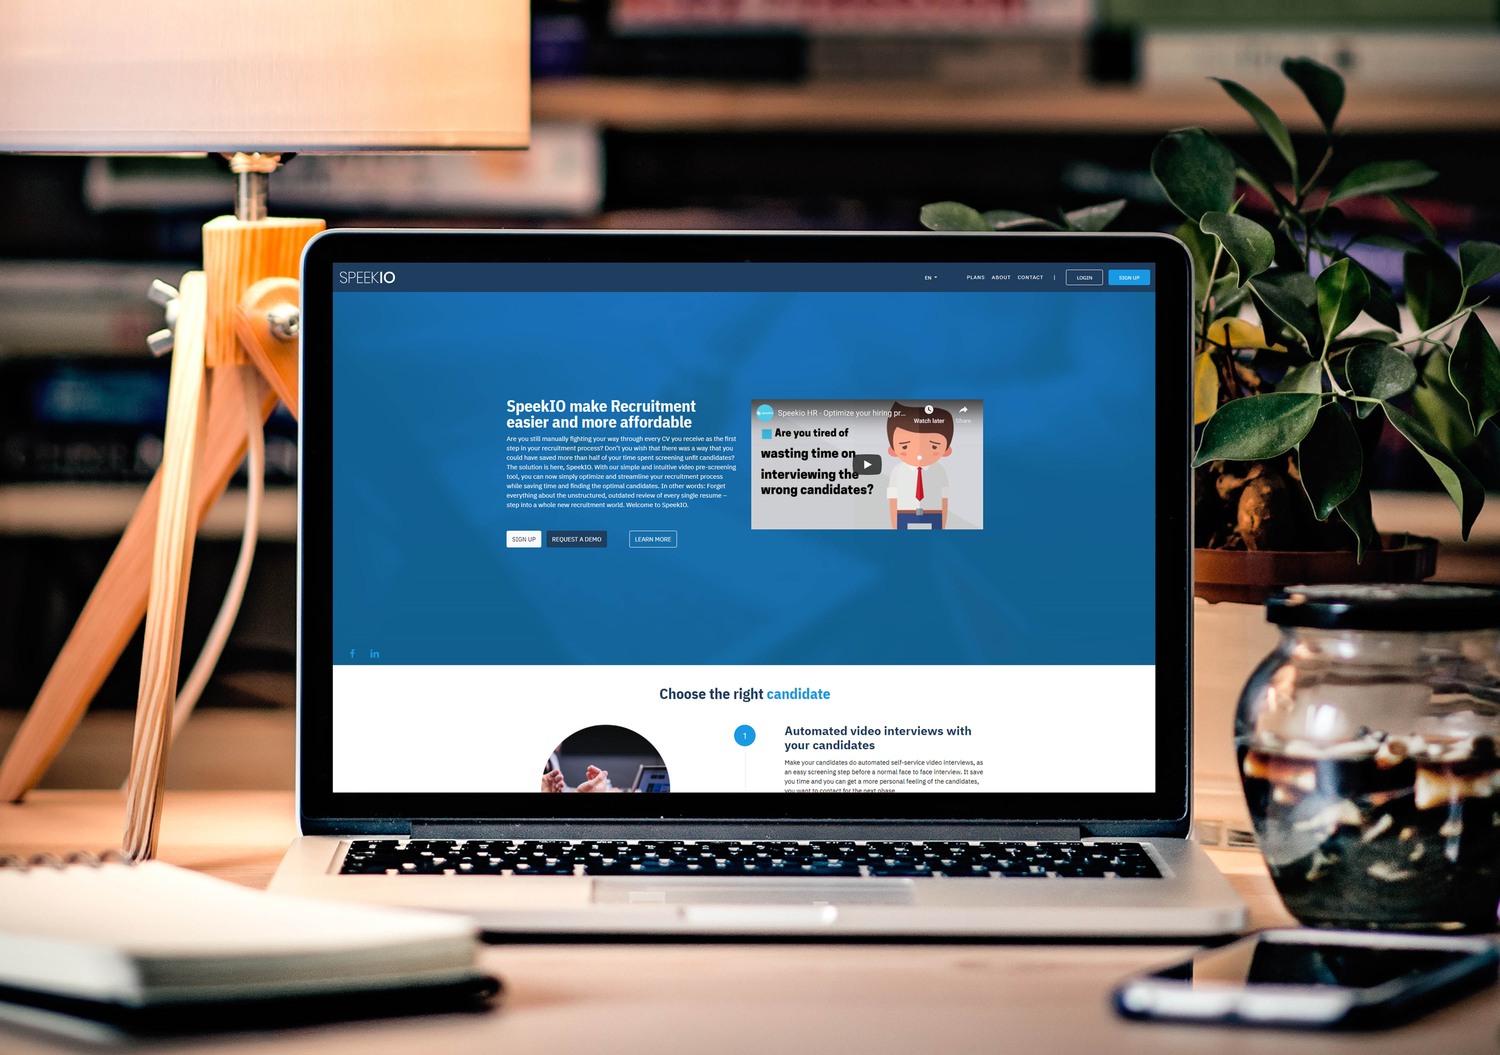 SPEEKIO
EN
PLANS ABOUT CONTACT | LOGIN SIGN UP
SpeekIO make Recruitment
easier and more affordable
Are you still manually fighting your way through every CV you receive as the first
step in your recruitment process? Don't you wish that there was a way that you
could have saved more than half of your time spent screening unfit candidates?
The solution is here, SpeekIO. With our simple and intuitive video pre-screening
tool, you can now simply optimize and streamline your recruitment process
while saving time and finding the optimal candidates. In other words: Forget
everything about the unstructured, outdated review of every single resume –
step into a whole new recruitment world. Welcome to SpeekIO.
SIGN UP REQUEST A DEMO LEARN MORE
Speekio HR - Optimize your hiring pr...
Watch later Share
Are you tired of
wasting time on
interviewing the
wrong candidates?
f in
Choose the right candidate
1
Automated video interviews with
your candidates
Make your candidates do automated self-service video interviews, as
an easy screening step before a normal face to face interview. It save
you time and you can get a more personal feeling of the candidates,
you want to contact for the next phase.